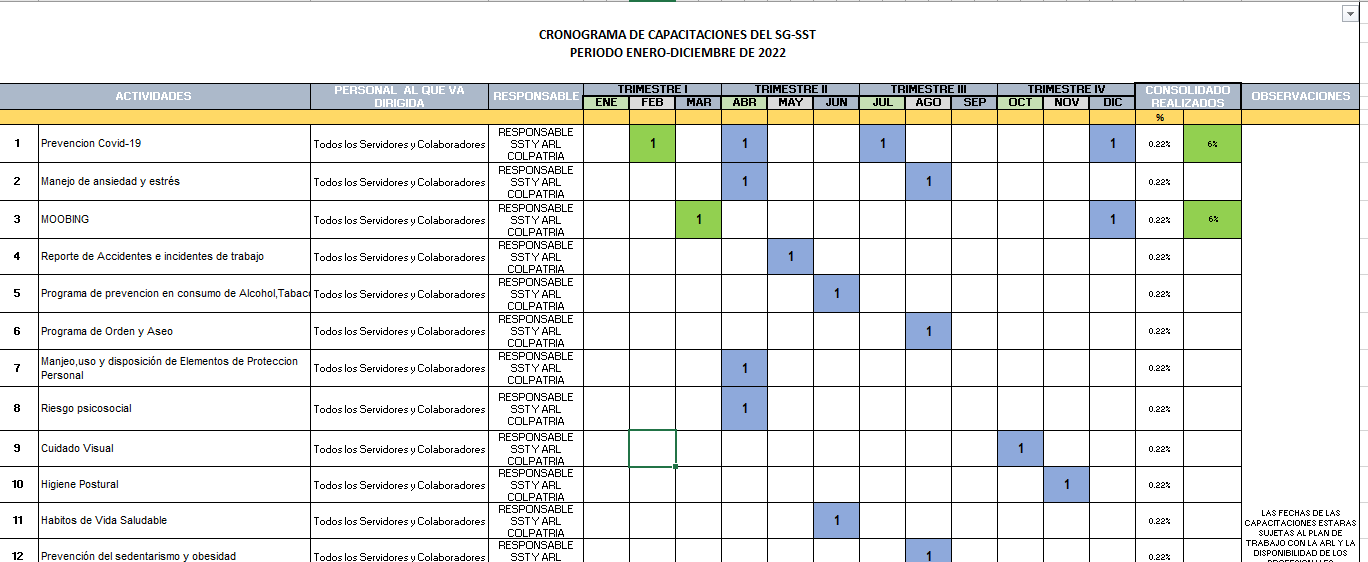 CRONOGRAMA DE CAPACITACIONES DEL SG-SST
PERIODO ENERO-DICIEMBRE DE 2022
ACTIVIDADES PERSONAL AL QUE VA DIRIGIDA RESPONSABLE TRIMESTRE I TRIMESTRE II TRIMESTRE III TRIMESTRE IV CONSOLIDADO REALIZADOS OBSERVACIONES
ENE FEB MAR ABR MAY JUN JUL AGO SEP OCT NOV DIC
%
1 Prevencion Covid-19 Todos los Servidores y Colaboradores RESPONSABLE SST Y ARL COLPATRIA 1 1 1 1 0.22% 6%
2 Manejo de ansiedad y estrés Todos los Servidores y Colaboradores RESPONSABLE SST Y ARL COLPATRIA 1 1 0.22%
3 MOOBING Todos los Servidores y Colaboradores RESPONSABLE SST Y ARL COLPATRIA 1 1 0.22% 6%
4 Reporte de Accidentes e incidentes de trabajo Todos los Servidores y Colaboradores RESPONSABLE SST Y ARL COLPATRIA 1 0.22%
5 Programa de prevencion en consumo de Alcohol,Tabac Todos los Servidores y Colaboradores RESPONSABLE SST Y ARL COLPATRIA 1 0.22%
6 Programa de Orden y Aseo Todos los Servidores y Colaboradores RESPONSABLE SST Y ARL COLPATRIA 1 0.22%
7 Manjeo,uso y disposición de Elementos de Proteccion Personal Todos los Servidores y Colaboradores RESPONSABLE SST Y ARL COLPATRIA 1 0.22%
8 Riesgo psicosocial Todos los Servidores y Colaboradores RESPONSABLE SST Y ARL COLPATRIA 1 0.22%
9 Cuidado Visual Todos los Servidores y Colaboradores RESPONSABLE SST Y ARL COLPATRIA 1 0.22%
10 Higiene Postural Todos los Servidores y Colaboradores RESPONSABLE SST Y ARL COLPATRIA 1 0.22%
11 Habitos de Vida Saludable Todos los Servidores y Colaboradores RESPONSABLE SST Y ARL COLPATRIA 1 0.22%
12 Prevención del sedentarismo y obesidad Todos los Servidores y Colaboradores RESPONSABLE SST Y ARL 1 0.22%
LAS FECHAS DE LAS
CAPACITACIONES ESTARAS
SUJETAS AL PLAN DE
TRABAJO CON LA ARL Y LA
DISPONIBILIDAD DE LOS